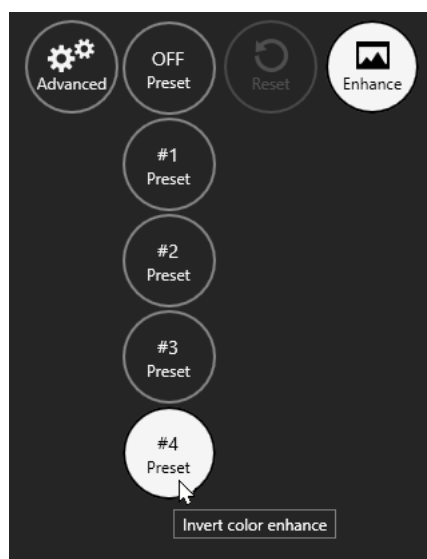 Advanced
OFF
Preset
Reset
Enhance
#1
Preset
#2
Preset
#3
Preset
#4
Preset
Invert color enhance